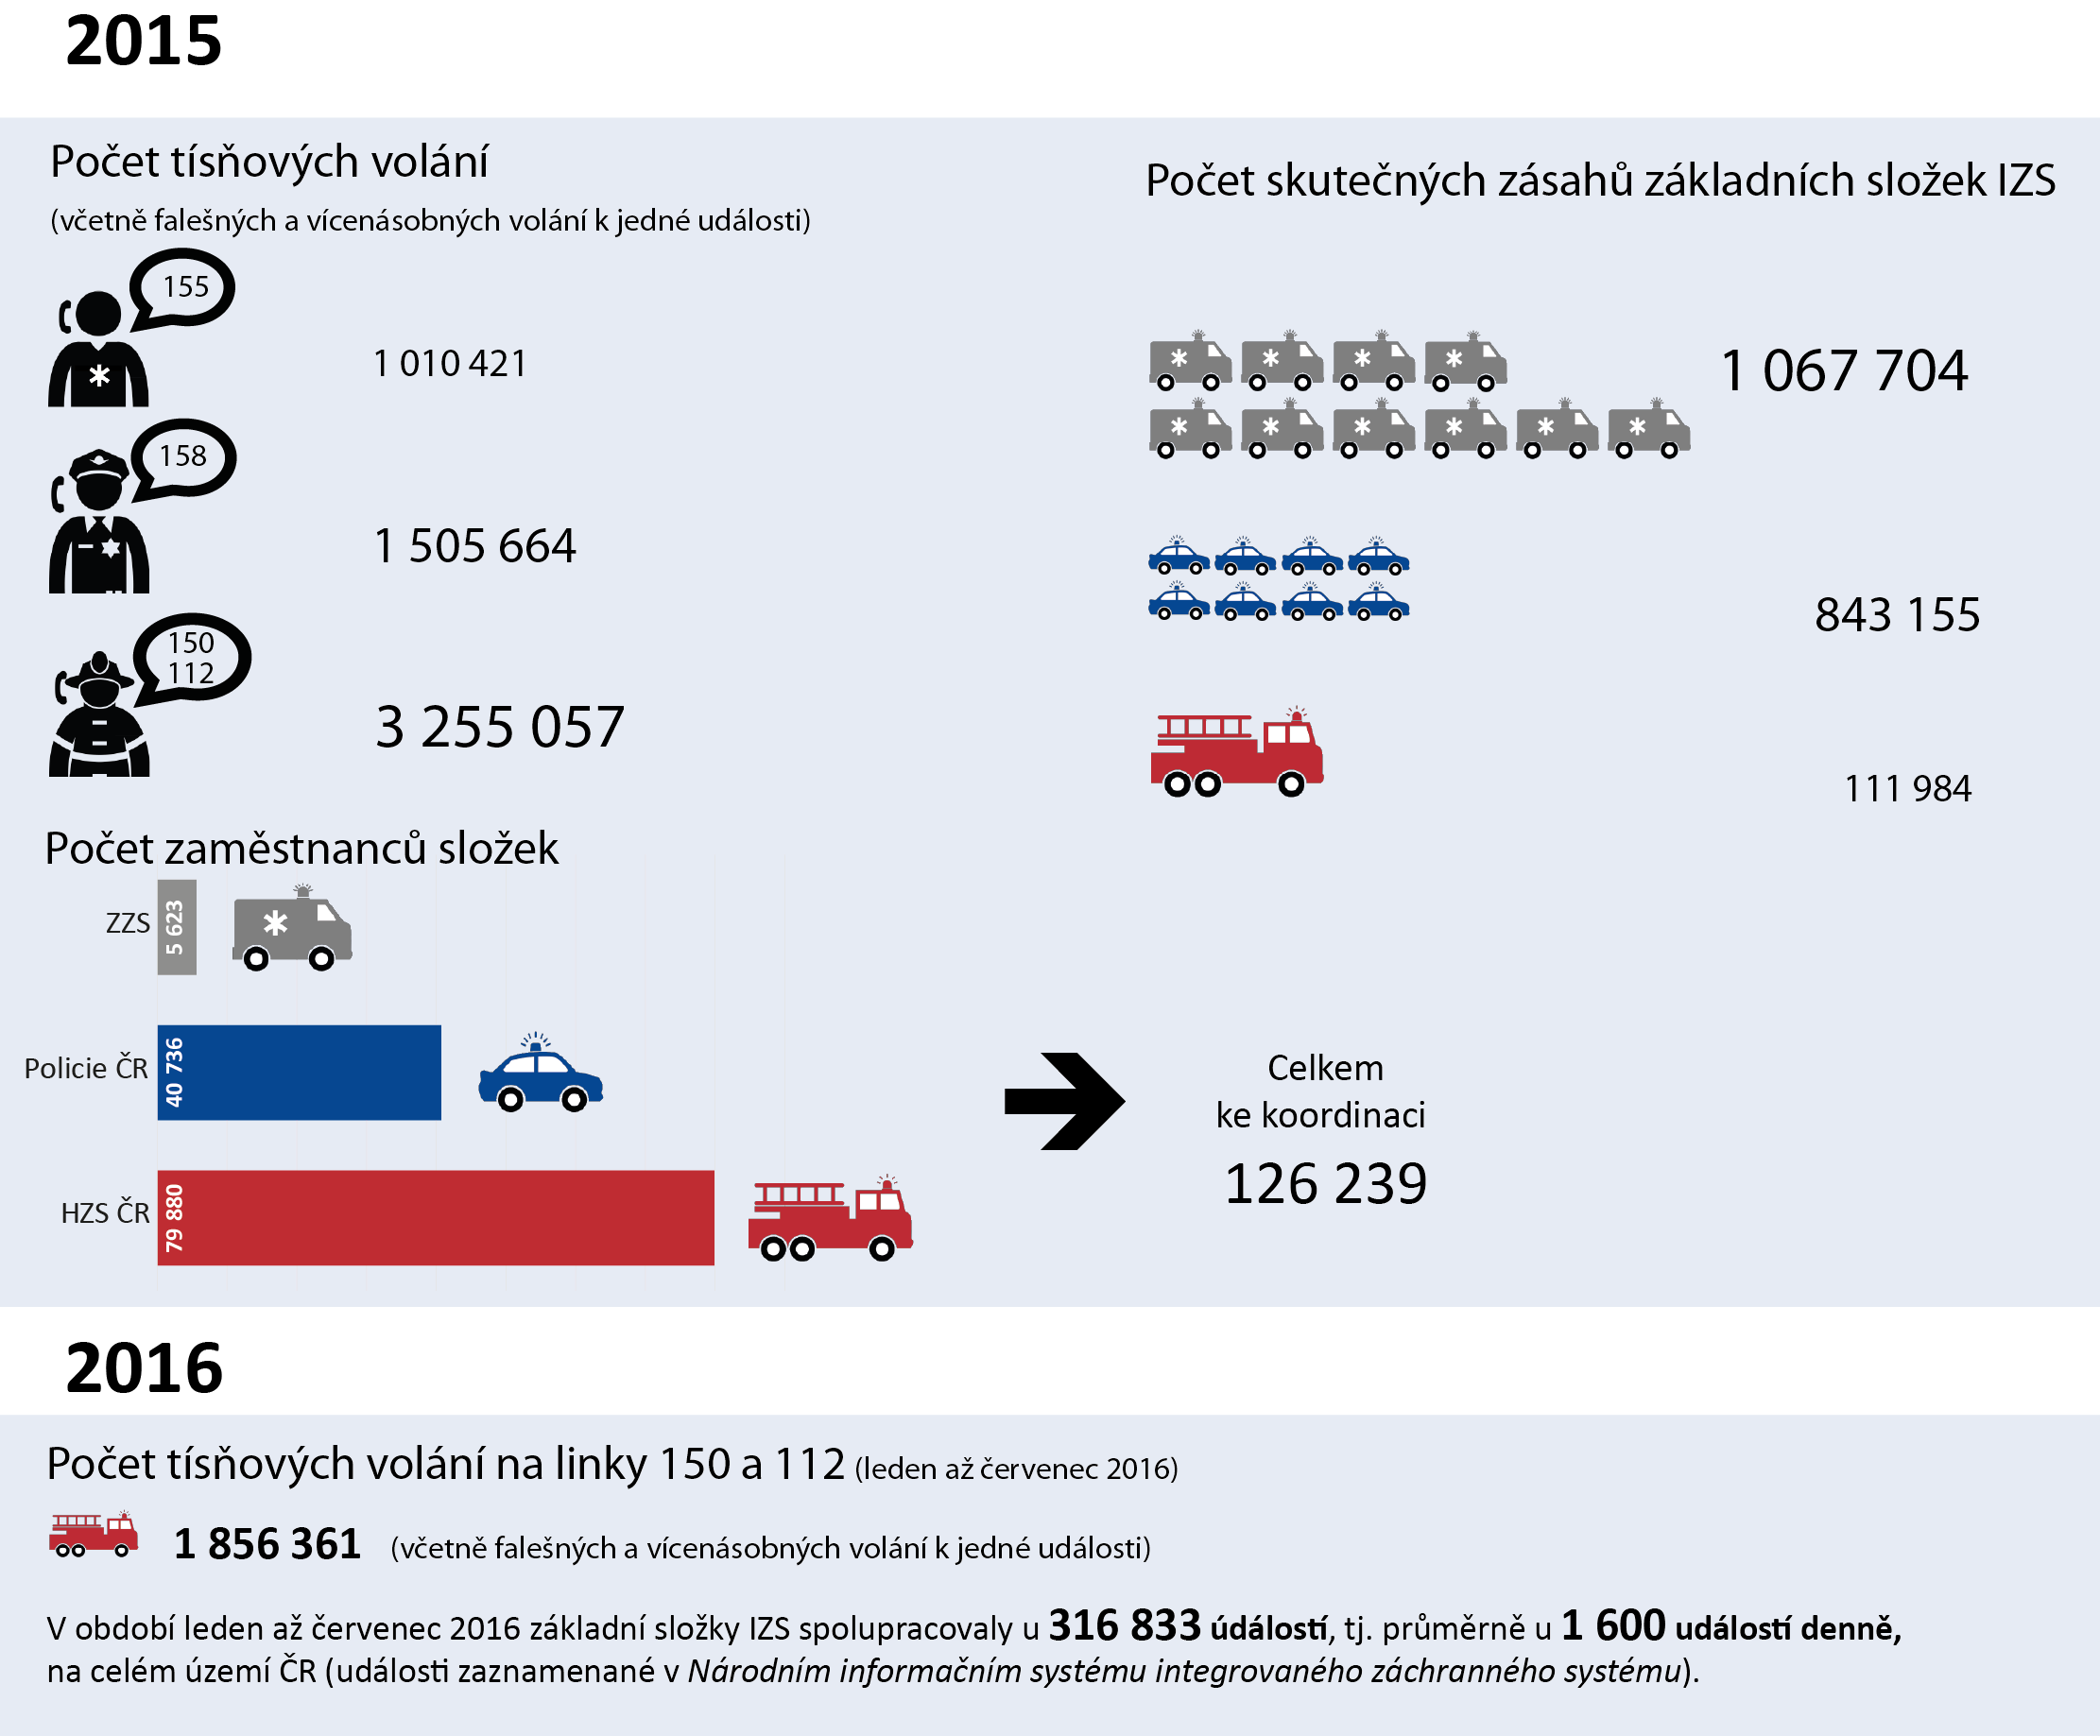 2015
Počet tísňových volání
(včetně falešných a vícenásobných volání k jedné události)
155
1 010 421
158
1 505 664
150
112
3 255 057
Počet skutečných zásahů základních složek IZS
1 067 704
843 155
111 984
Počet zaměstnanců složek
ZZS
5 623
Policie ČR
40 736
HZS ČR
79 880
Celkem
ke koordinaci
126 239
2016
Počet tísňových volání na linky 150 a 112 (leden až červenec 2016)
1 856 361 (včetně falešných a vícenásobných volání k jedné události)
V období leden až červenec 2016 základní složky IZS spolupracovaly u 316 833 údálostí, tj. průměrně u 1 600 událostí denně,
na celém území ČR (události zaznamenané v Národním informačním systému integrovaného záchranného systému).